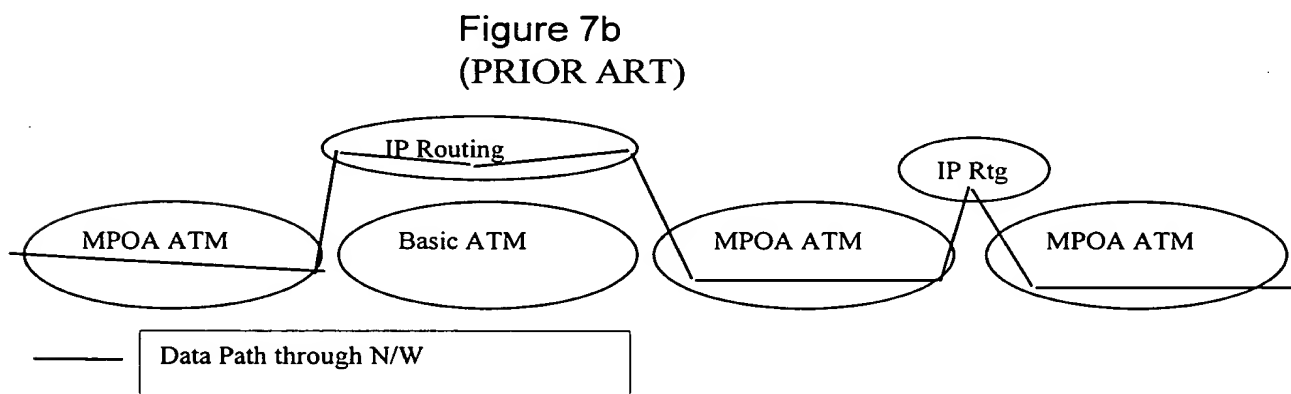 Figure 7b
(PRIOR ART)
IP Routing
IP Rtg
MPOA ATM
Basic ATM
MPOA ATM
MPOA ATM
Data Path through N/W